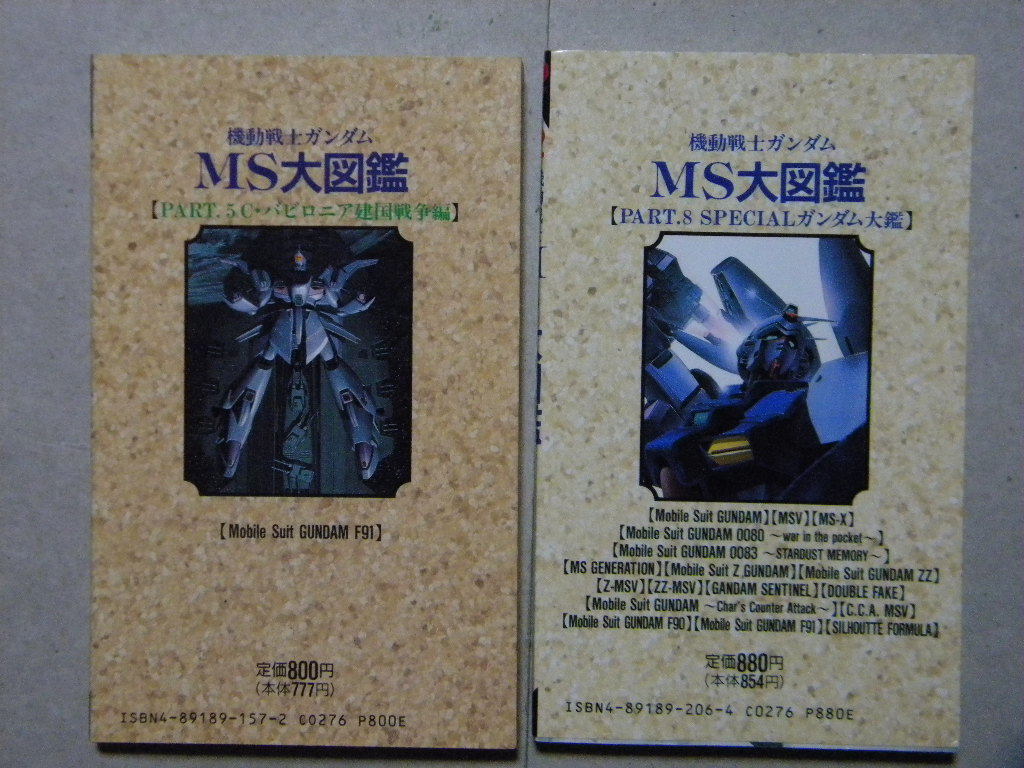 機動戦士ガンダム
MS大図鑑
【PART.5 C・バビロニア建国戦争編】
【Mobile Suit GUNDAM F91】
定価800円
(本体777円)
ISBN4-89189-157-2 C0276 P800E
機動戦士ガンダム
MS大図鑑
【PART.8 SPECIALガンダム大鑑】
【Mobile Suit GUNDAM】【MSV】【MS-X】
【Mobile Suit GUNDAM 0080 ～war in the pocket～】
【Mobile Suit GUNDAM 0083 ～STARDUST MEMORY～】
【MS GENERATION】【Mobile Suit Z GUNDAM】【Mobile Suit GUNDAM ZZ】
【Z-MSV】【ZZ-MSV】【GANDAM SENTINEL】【DOUBLE FAKE】
【Mobile Suit GUNDAM ～Char's Counter Attack～】【C.C.A. MSV】
【Mobile Suit GUNDAM F90】【Mobile Suit GUNDAM F91】【SILHOUTTE FORMULA】
定価880円
(本体854円)
ISBN4-89189-206-4 C0276 P880E